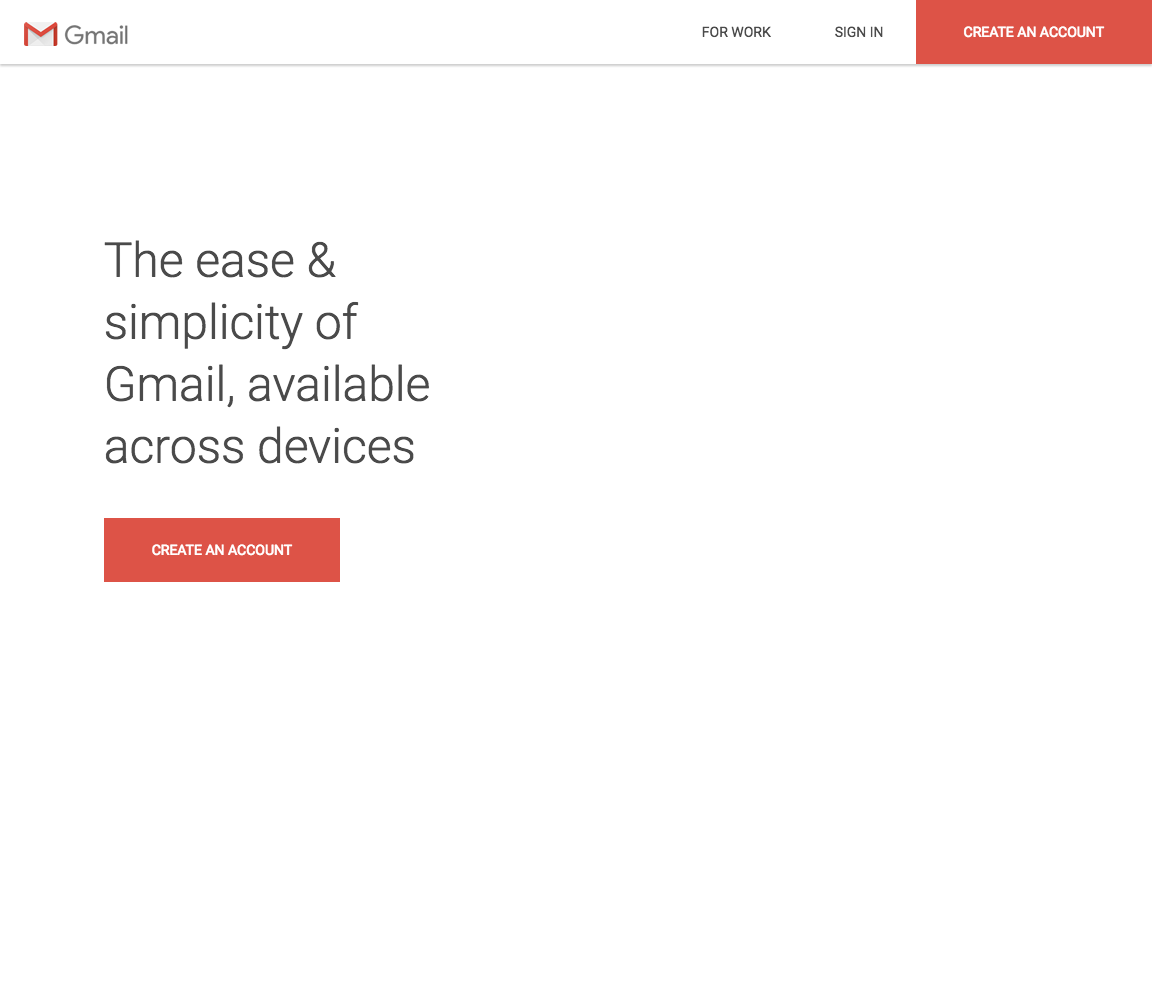 Gmail
FOR WORK
SIGN IN
CREATE AN ACCOUNT
The ease &
simplicity of
Gmail, available
across devices
CREATE AN ACCOUNT